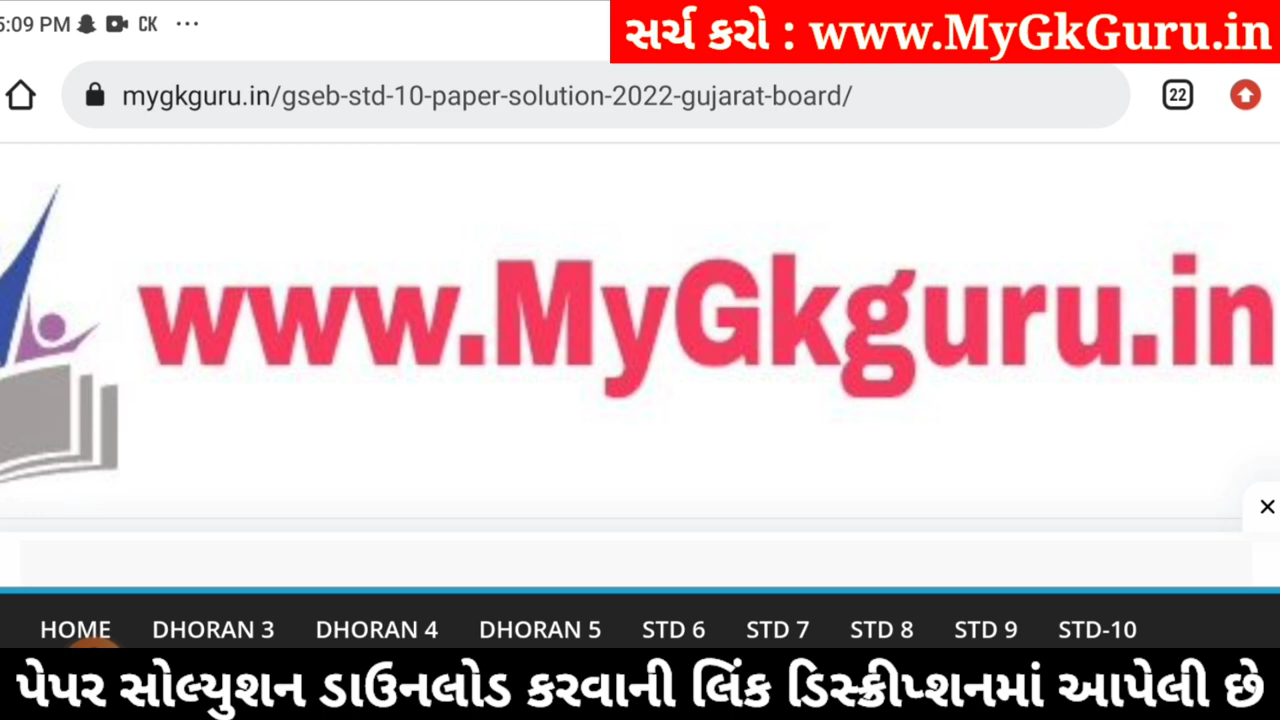 5:09 PM CK ...
સર્ચ કરો : www.MyGkGuru.in
mygkguru.in/gseb-std-10-paper-solution-2022-gujarat-board/
22
www.MyGkguru.in
HOME DHORAN 3 DHORAN 4 DHORAN 5 STD 6 STD 7 STD 8 STD 9 STD-10
પેપર સોલ્યુશન ડાઉનલોડ કરવાની લિંક ડિસ્ક્રીપ્શનમાં આપેલી છે